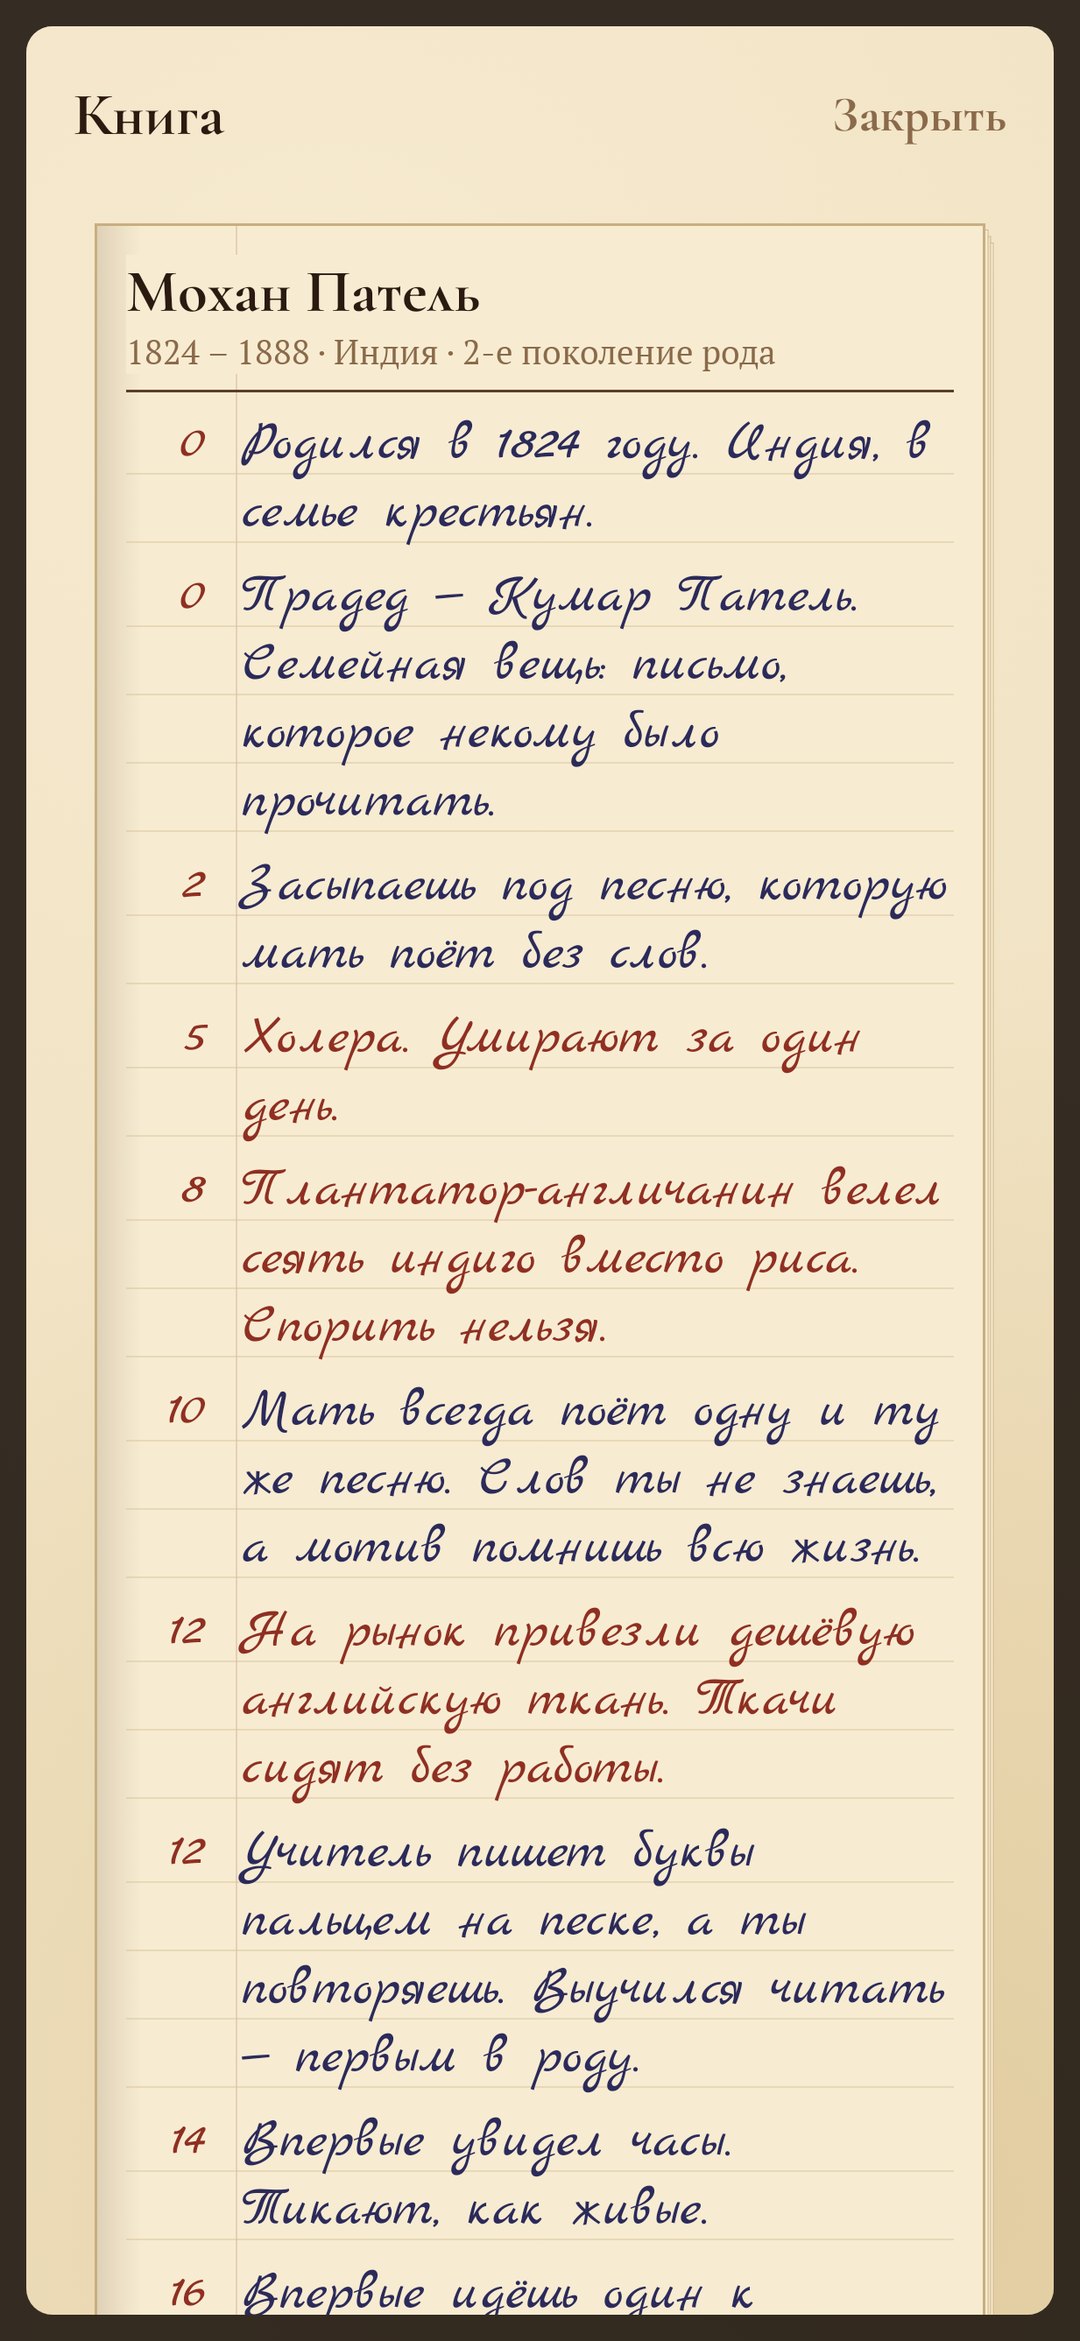 Книга
Закрыть
Мохан Патель
1824 – 1888 · Индия · 2-е поколение рода
0 Родился в 1824 году. Индия, в
семье крестьян.
0 Прадед — Кумар Патель.
Семейная вещь: письмо,
которое некому было
прочитать.
2 Засыпаешь под песню, которую
мать поёт без слов.
5 Холера. Умирают за один
день.
8 Плантатор-англичанин велел
сеять индиго вместо риса.
Спорить нельзя.
10 Мать всегда поёт одну и ту
же песню. Слов ты не знаешь,
а мотив помнишь всю жизнь.
12 На рынок привезли дешёвую
английскую ткань. Ткачи
сидят без работы.
12 Учитель пишет буквы
пальцем на песке, а ты
повторяешь. Выучился читать
— первым в роду.
14 Впервые увидел часы.
Тикают, как живые.
16 Впервые идёшь один к